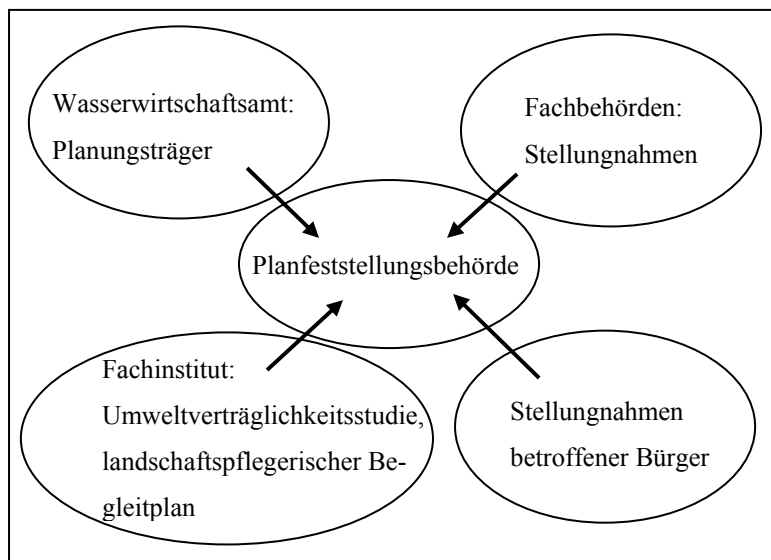 Wasserwirtschaftsamt:
Planungsträger
Fachbehörden:
Stellungnahmen
Planfeststellungsbehörde
Fachinstitut:
Umweltverträglichkeitsstudie,
landschaftspflegerischer Be-
gleitplan
Stellungnahmen
betroffener Bürger